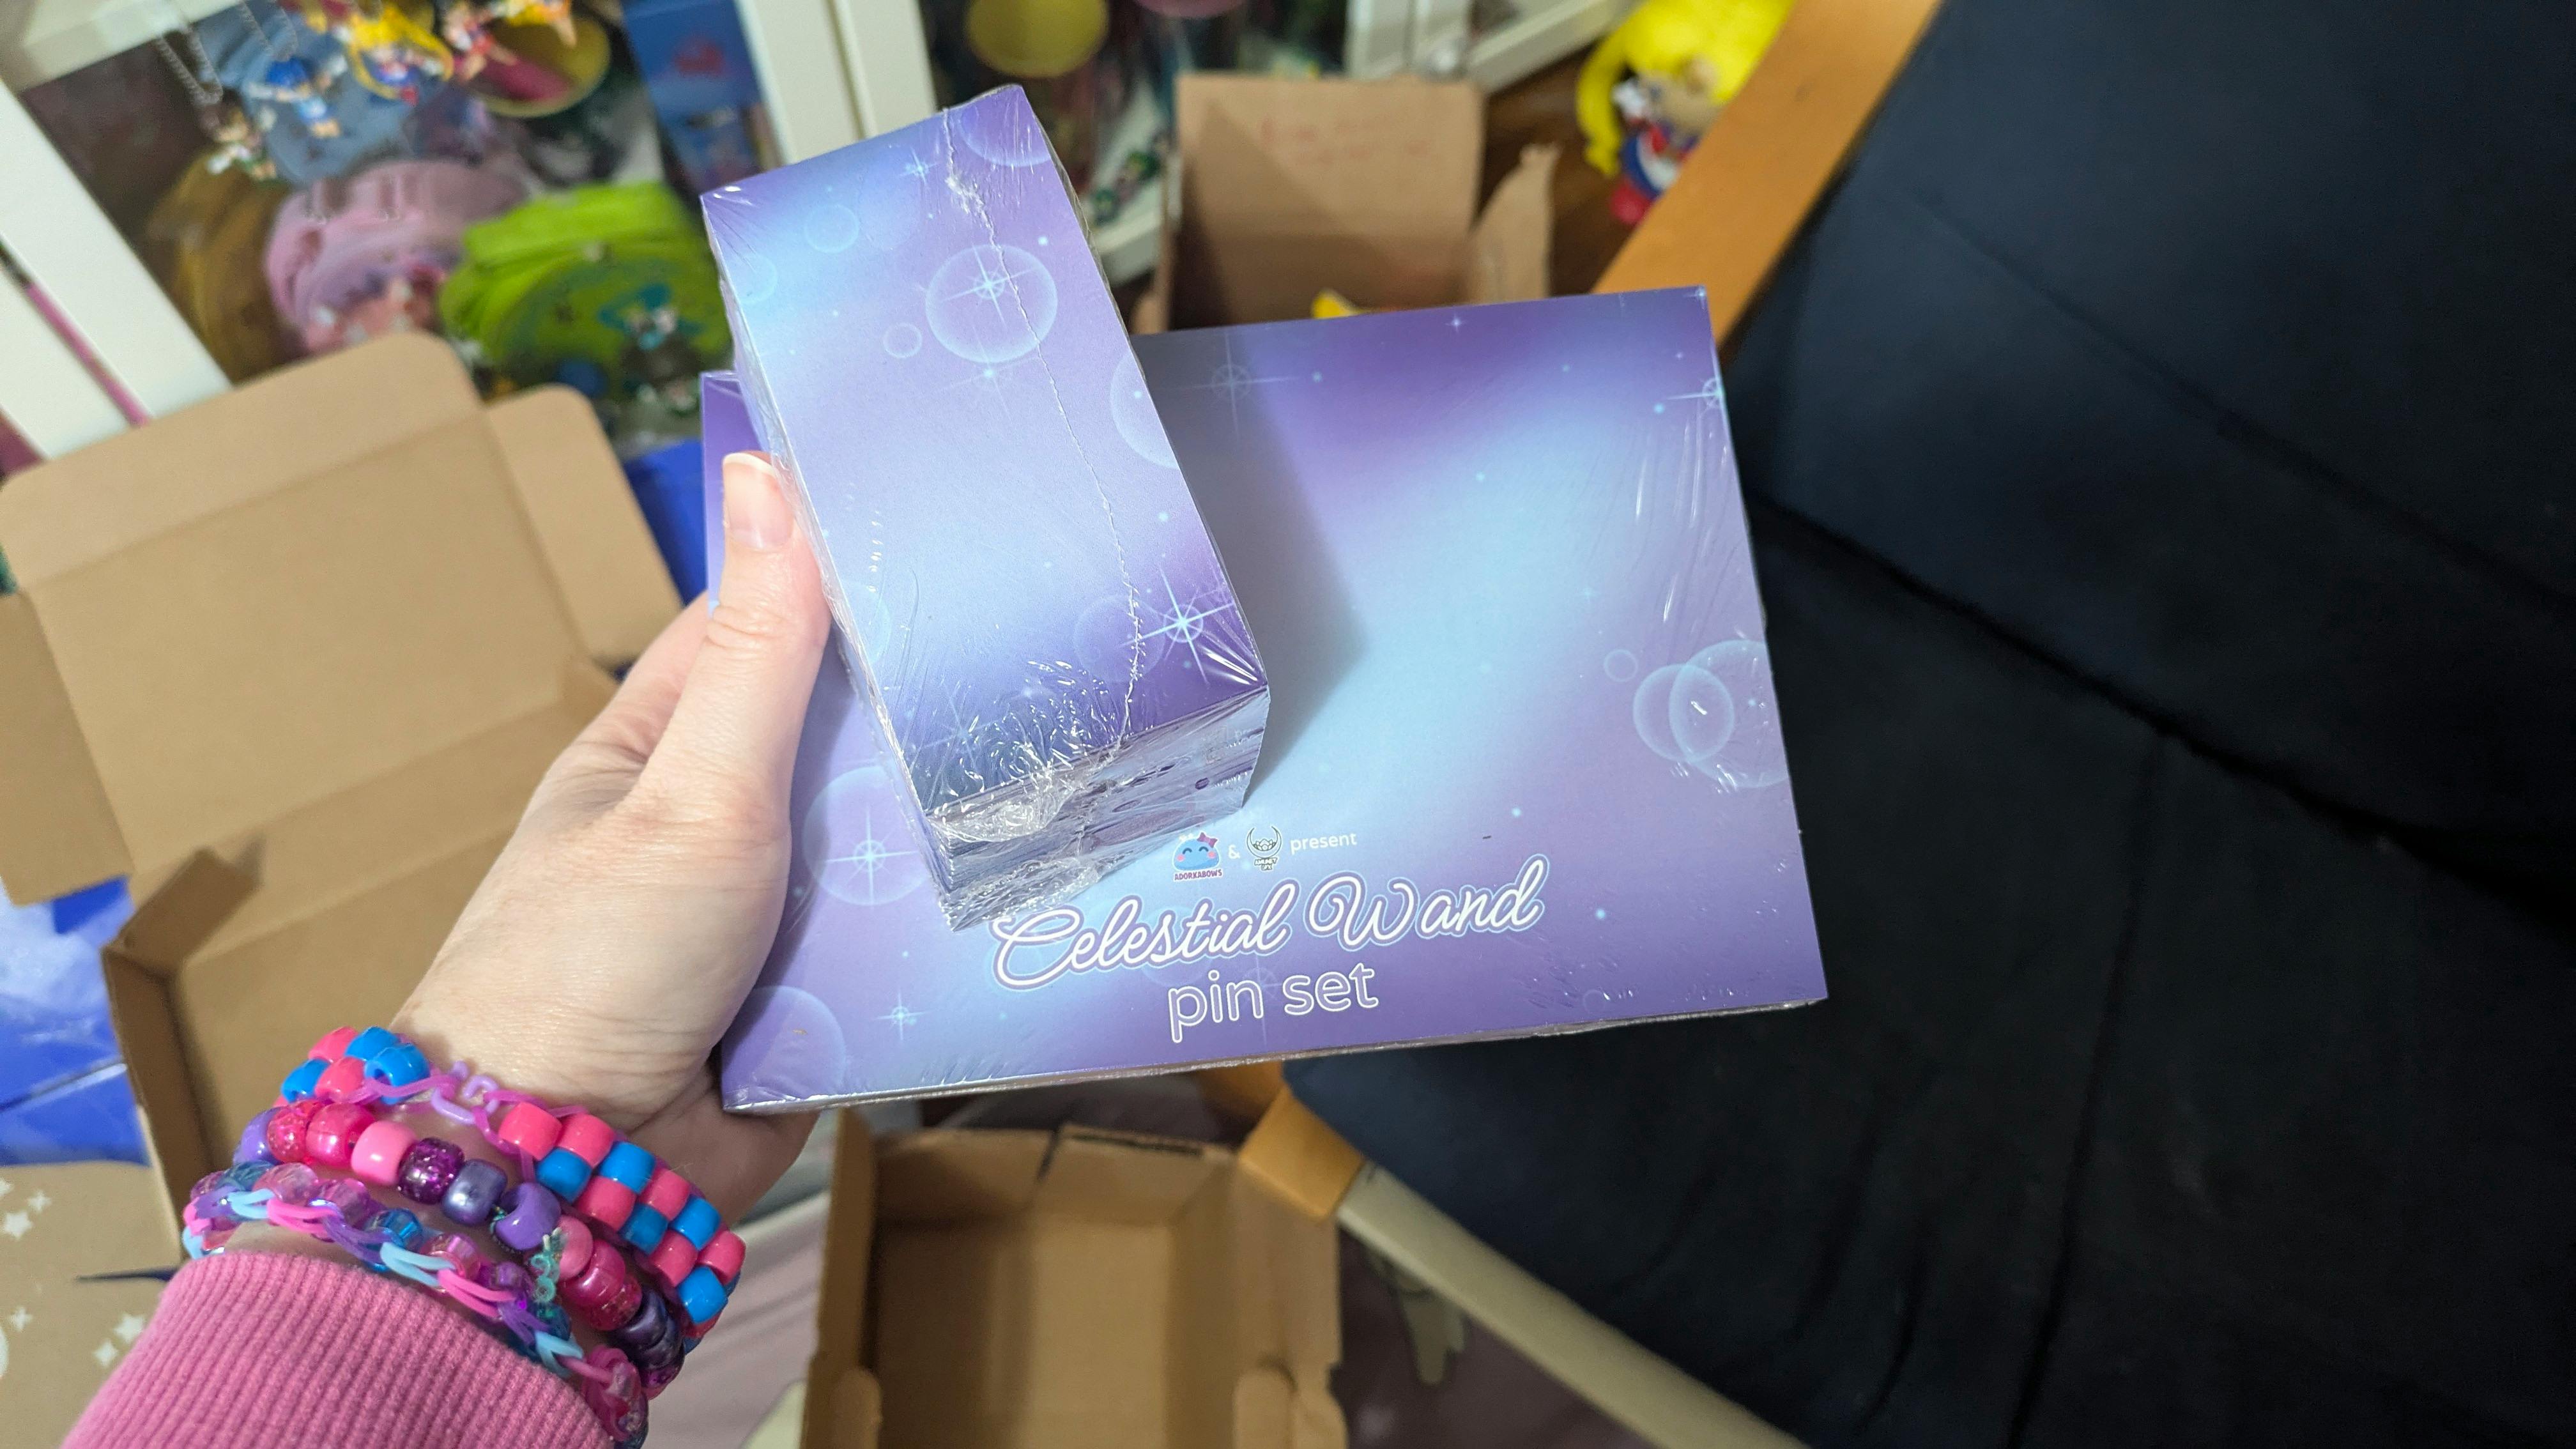 ADORKABOWS & present
Celestial Wand
pin set